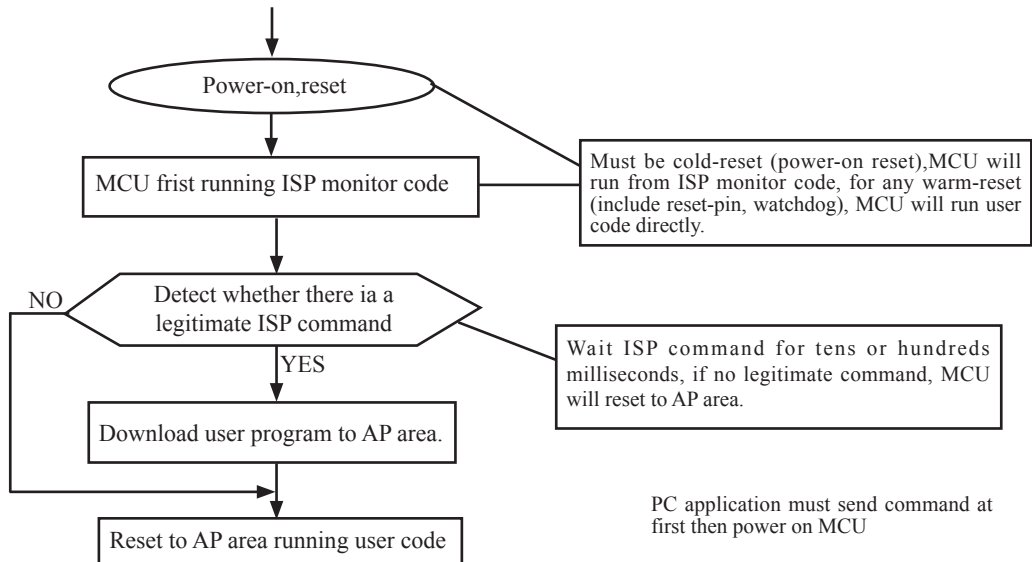 Power-on,reset
MCU frist running ISP monitor code
Must be cold-reset (power-on reset),MCU will
run from ISP monitor code, for any warm-reset
(include reset-pin, watchdog), MCU will run user
code directly.
NO
Detect whether there ia a
legitimate ISP command
YES
Wait ISP command for tens or hundreds
milliseconds, if no legitimate command, MCU
will reset to AP area.
Download user program to AP area.
PC application must send command at
first then power on MCU
Reset to AP area running user code